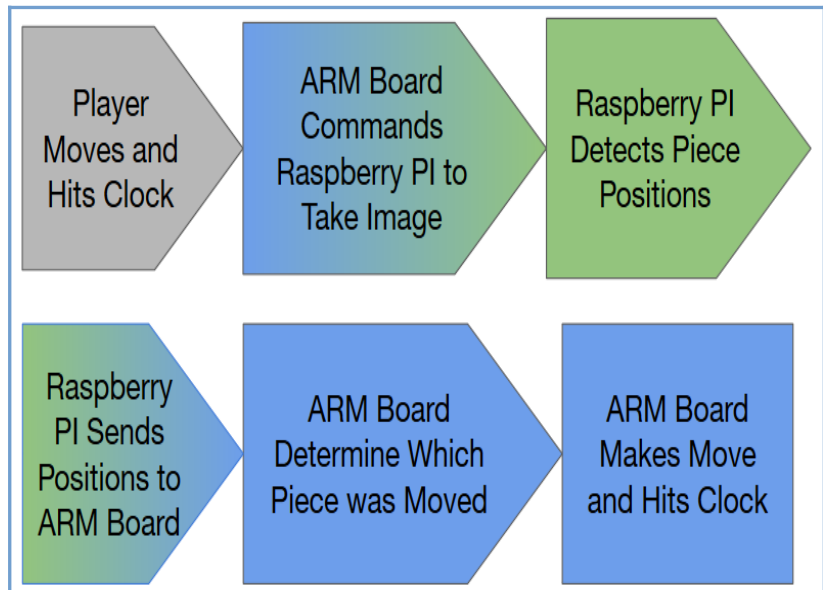 Player
Moves and
Hits Clock
ARM Board
Commands
Raspberry PI to
Take Image
Raspberry PI
Detects Piece
Positions
Raspberry
PI Sends
Positions to
ARM Board
ARM Board
Determine Which
Piece was Moved
ARM Board
Makes Move
and Hits Clock